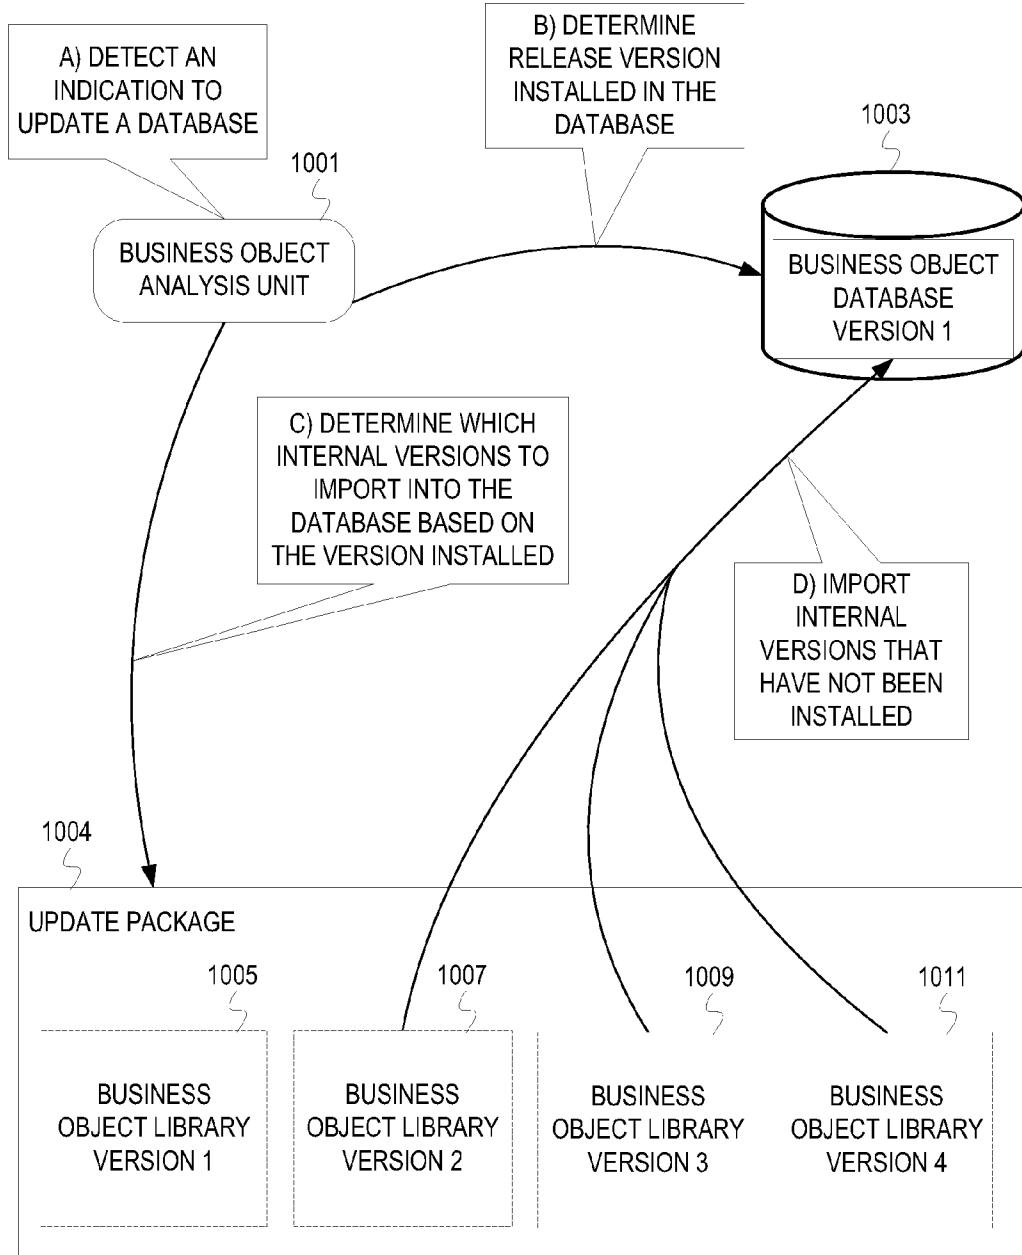 A) DETECT AN
INDICATION TO
UPDATE A DATABASE
B) DETERMINE
RELEASE VERSION
INSTALLED IN THE
DATABASE
1003
1001
BUSINESS OBJECT
ANALYSIS UNIT
BUSINESS OBJECT
DATABASE
VERSION 1
C) DETERMINE WHICH
INTERNAL VERSIONS TO
IMPORT INTO THE
DATABASE BASED ON
THE VERSION INSTALLED
D) IMPORT
INTERNAL
VERSIONS THAT
HAVE NOT BEEN
INSTALLED
1004
UPDATE PACKAGE
1005
1007
1009
1011
BUSINESS
OBJECT LIBRARY
VERSION 1
BUSINESS
OBJECT LIBRARY
VERSION 2
BUSINESS
OBJECT LIBRARY
VERSION 3
BUSINESS
OBJECT LIBRARY
VERSION 4